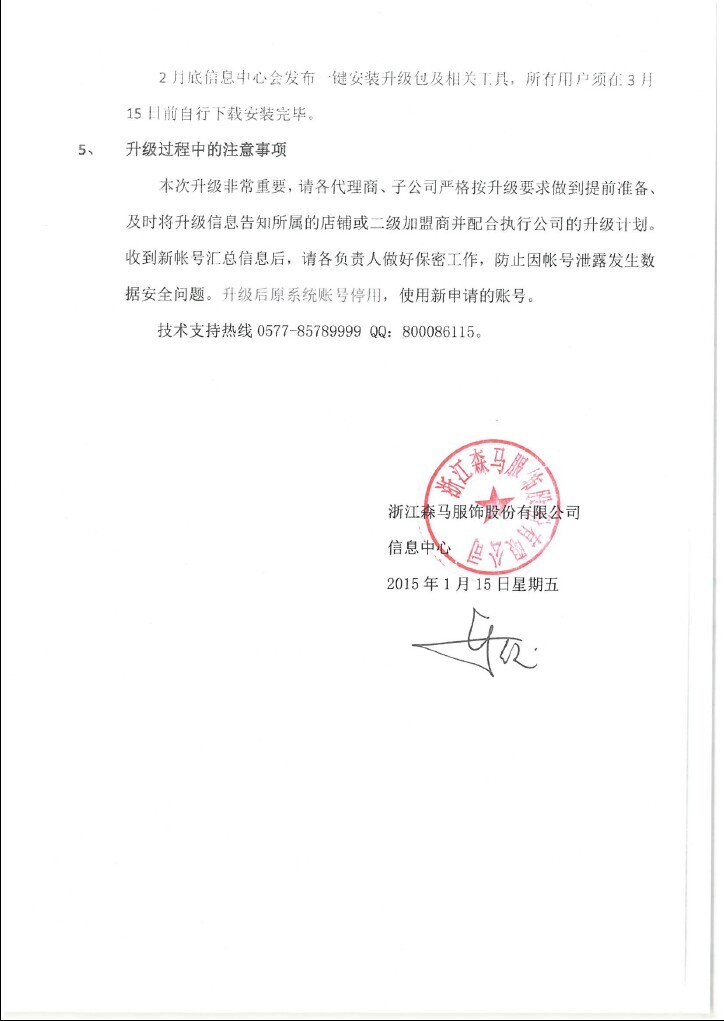 2 月底信息中心会发布一键安装升级包及相关工具，所有用户须在 3 月
15 日前自行下载安装完毕。
5、 升级过程中的注意事项
本次升级非常重要，请各代理商、子公司严格按升级要求做到提前准备、
及时将升级信息告知所属的店铺或二级加盟商并配合执行公司的升级计划。
收到新帐号汇总信息后，请各负责人做好保密工作，防止因帐号泄露发生数
据安全问题。升级后原系统账号停用，使用新申请的账号。
技术支持热线 0577-85789999 QQ：800086115。
浙江森马服饰股份有限公司
浙江森马服饰股份有限公司
信息中心
2015 年 1 月 15 日星期五